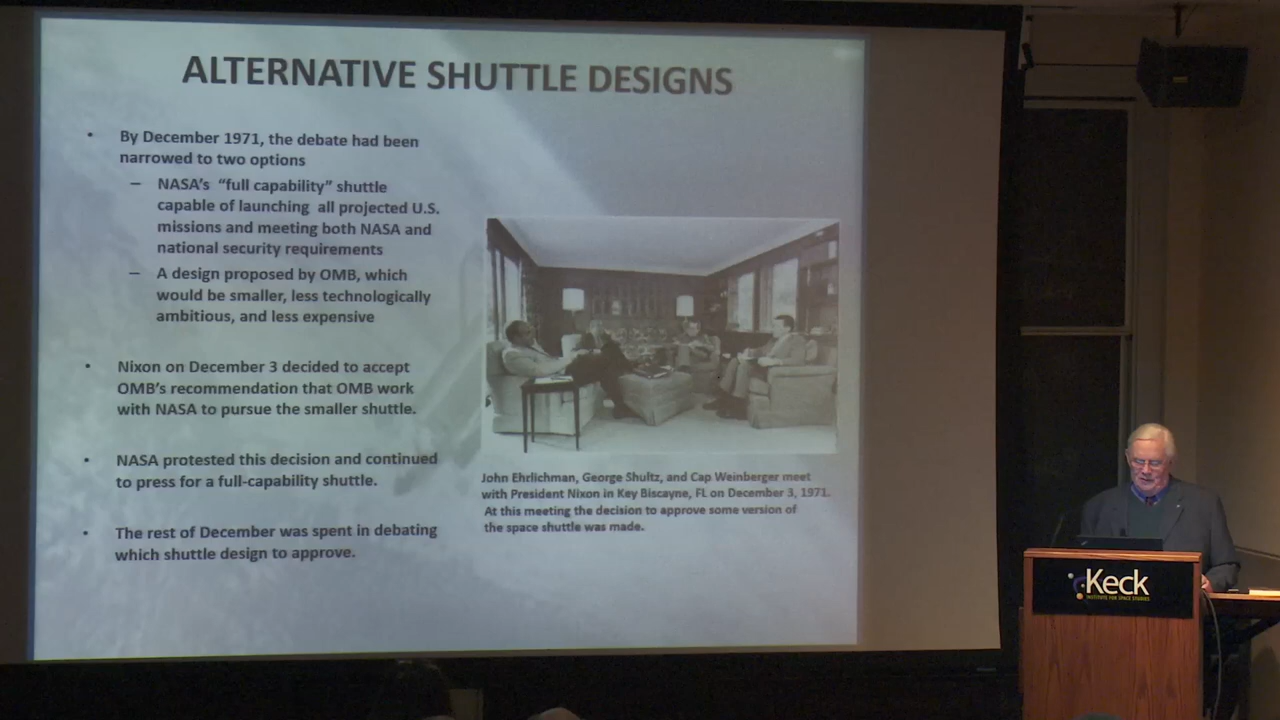 ALTERNATIVE SHUTTLE DESIGNS
• By December 1971, the debate had been
narrowed to two options
– NASA's “full capability” shuttle
capable of launching all projected U.S.
missions and meeting both NASA and
national security requirements
– A design proposed by OMB, which
would be smaller, less technologically
ambitious, and less expensive
• Nixon on December 3 decided to accept
OMB's recommendation that OMB work
with NASA to pursue the smaller shuttle.
• NASA protested this decision and continued
to press for a full-capability shuttle.
• The rest of December was spent in debating
which shuttle design to approve.
John Ehrlichman, George Shultz, and Cap Weinberger meet
with President Nixon in Key Biscayne, FL on December 3, 1971.
At this meeting the decision to approve some version of
the space shuttle was made.
Keck
INSTITUTE FOR SPACE STUDIES